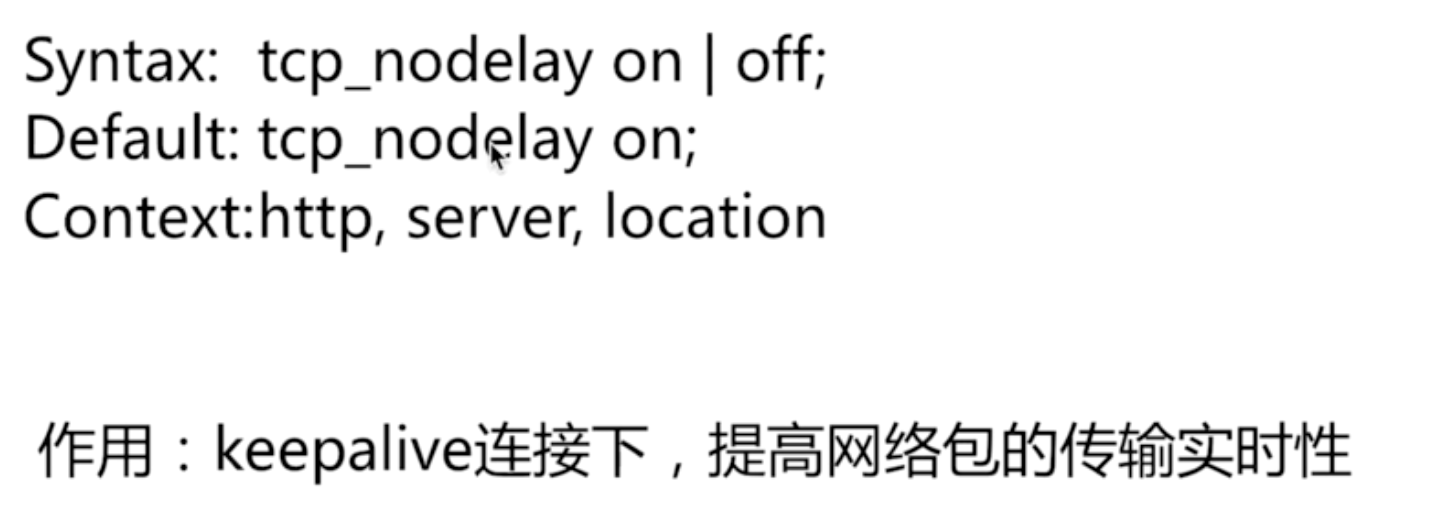 Syntax:  tcp_nodelay on | off;
Default: tcp_nodelay on;
Context:http, server, location
作用：keepalive连接下，提高网络包的传输实时性